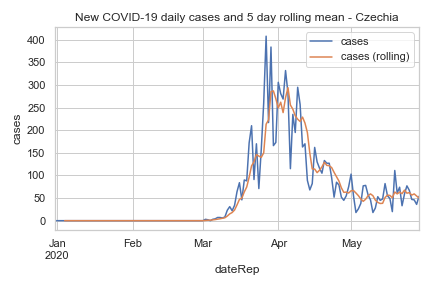 New COVID-19 daily cases and 5 day rolling mean - Czechia
cases
cases (rolling)
400
350
300
250
200
150
100
50
0
cases
Jan Feb Mar Apr May
2020
dateRep